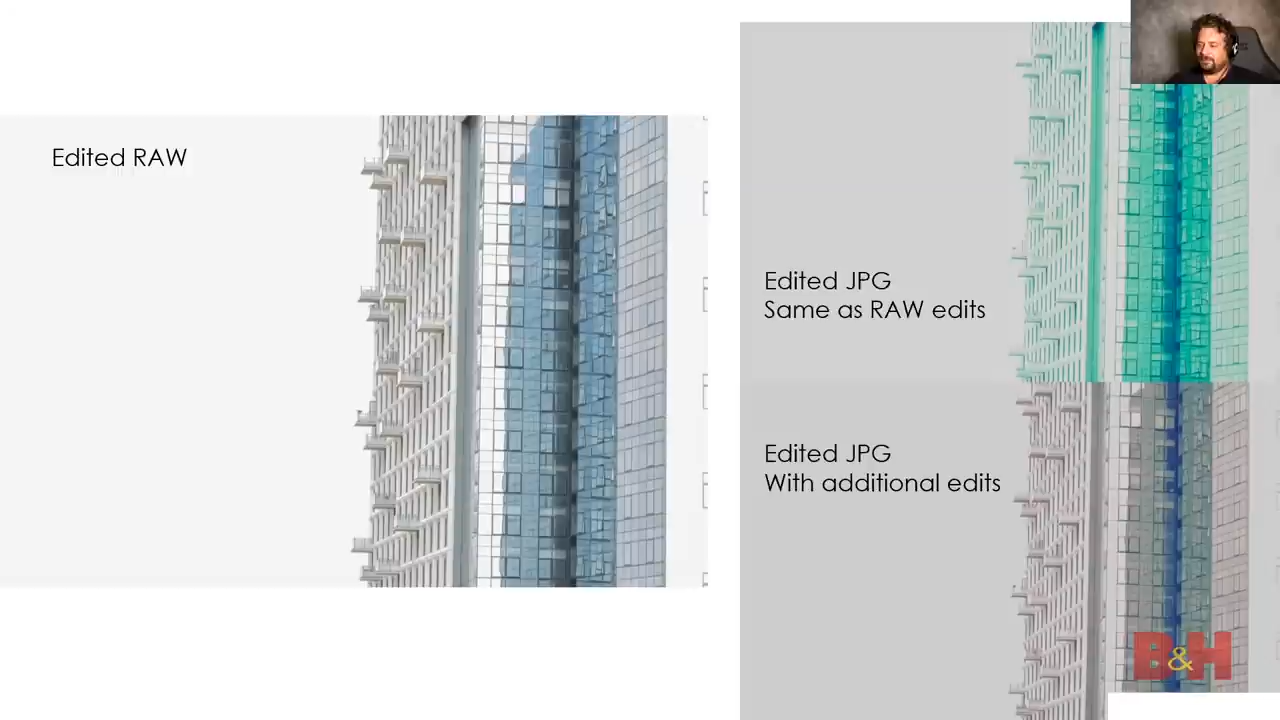 Edited RAW
Edited JPG
Same as RAW edits
Edited JPG
With additional edits
B&H